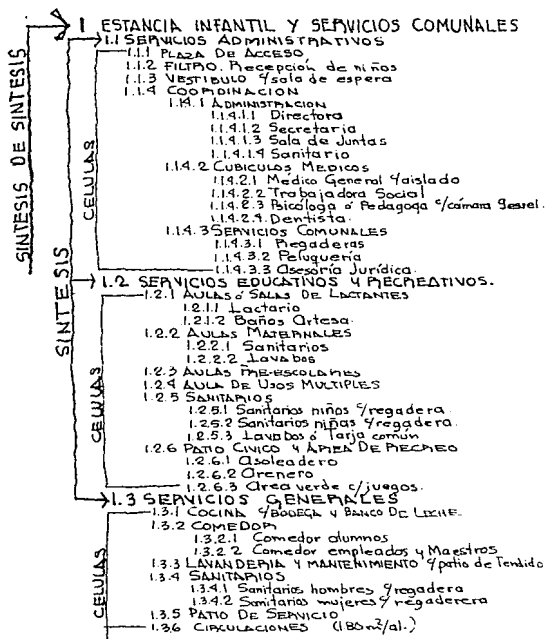 1 ESTANCIA INFANTIL Y SERVICIOS COMUNALES
1.1 SERVICIOS ADMINISTRATIVOS
1.1.1 PLAZA DE ACCESO
1.1.2 FILTRO. Recepción de niños
1.1.3 VESTIBULO y/sala de espera
1.1.4 COORDINACION
1.1.4.1 ADMINISTRACION
1.1.4.1.1 Directora
1.1.4.1.2 Secretaria
1.1.4.1.3 Sala de Juntas
1.1.4.1.4 Sanitario
1.1.4.2 CUBICULOS MEDICOS
1.1.4.2.1 Medico General y/aislado
1.1.4.2.2 Trabajadora Social
1.1.4.2.3 Psicóloga ó Pedagoga c/cámara gessel.
1.1.4.2.4 Dentista.
1.1.4.3 SERVICIOS COMUNALES
1.1.4.3.1 Regaderas
1.1.4.3.2 Peluquería
1.1.4.3.3 Asesoría Jurídica.
1.2 SERVICIOS EDUCATIVOS Y RECREATIVOS.
1.2.1 AULAS ó SALAS DE LACTANTES
1.2.1.1 Lactario
1.2.1.2 Baños Artesa.
1.2.2 AULAS MATERNALES
1.2.2.1 Sanitarios
1.2.2.2 Lavabos
1.2.3 AULAS PRE-ESCOLARES
1.2.4 AULA DE USOS MULTIPLES
1.2.5 SANITARIOS
1.2.5.1 Sanitarios niños c/regadera.
1.2.5.2 Sanitarios niñas c/regadera.
1.2.5.3 Lavabos ó Tarja común
1.2.6 PATIO CIVICO Y AREA DE RECREO
1.2.6.1 Asoleadero
1.2.6.2 Arenero
1.2.6.3 Area verde c/juegos.
1.3 SERVICIOS GENERALES
1.3.1 COCINA c/BODEGA Y BANCO DE LECHE.
1.3.2 COMEDOR
1.3.2.1 Comedor alumnos
1.3.2.2 Comedor empleados y Maestros
1.3.3 LAVANDERIA Y MANTENIMIENTO c/patio de Tendido
1.3.4 SANITARIOS
1.3.4.1 Sanitarios hombres c/regadera
1.3.4.2 Sanitarios mujeres c/regaderera
1.3.5 PATIO DE SERVICIO
1.3.6 CIRCULACIONES (1.80 m²/al.)
SINTESIS DE SINTESIS
SINTESIS
CELULAS
CELULAS
CELULAS